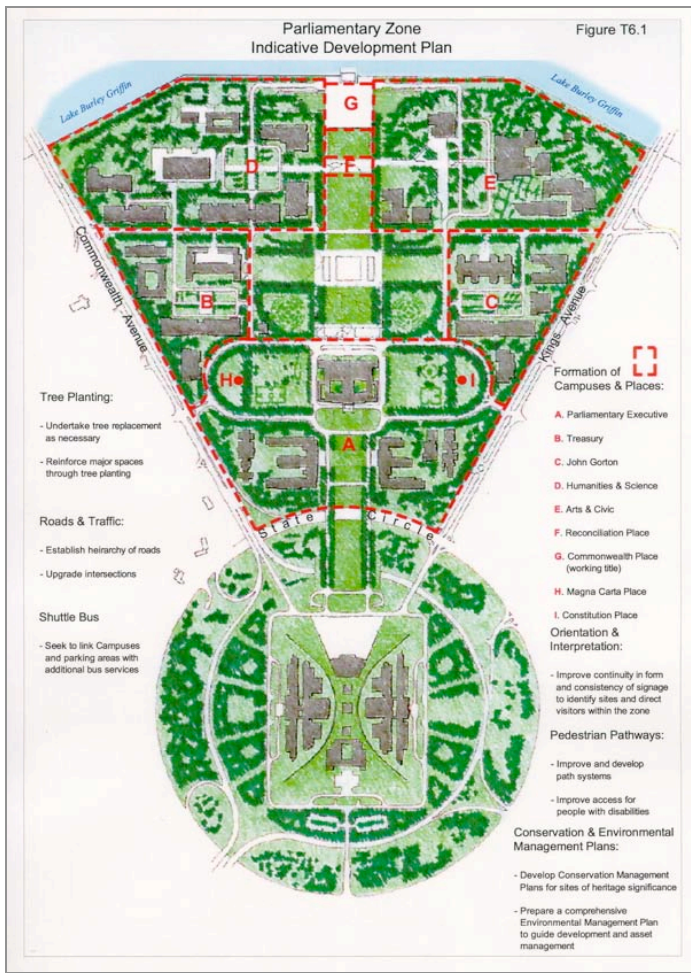 Parliamentary Zone
Indicative Development Plan
Figure T6.1
Lake Burley Griffin
Lake Burley Griffin
G
D
F
E
Commonwealth Avenue
Kings Avenue
B
C
H
I
A
State Circle
Tree Planting:
- Undertake tree replacement
as necessary
- Reinforce major spaces
through tree planting
Roads & Traffic:
- Establish heirarchy of roads
- Upgrade intersections
Shuttle Bus
- Seek to link Campuses
and parking areas with
additional bus services
Formation of
Campuses & Places:
A. Parliamentary Executive
B. Treasury
C. John Gorton
D. Humanities & Science
E. Arts & Civic
F. Reconciliation Place
G. Commonwealth Place
(working title)
H. Magna Carta Place
I. Constitution Place
Orientation &
Interpretation:
- Improve continuity in form
and consistency of signage
to identify sites and direct
visitors within the zone
Pedestrian Pathways:
- Improve and develop
path systems
- Improve access for
people with disabilities
Conservation & Environmental
Management Plans:
- Develop Conservation Management
Plans for sites of heritage significance
- Prepare a comprehensive
Environmental Management Plan
to guide development and asset
management